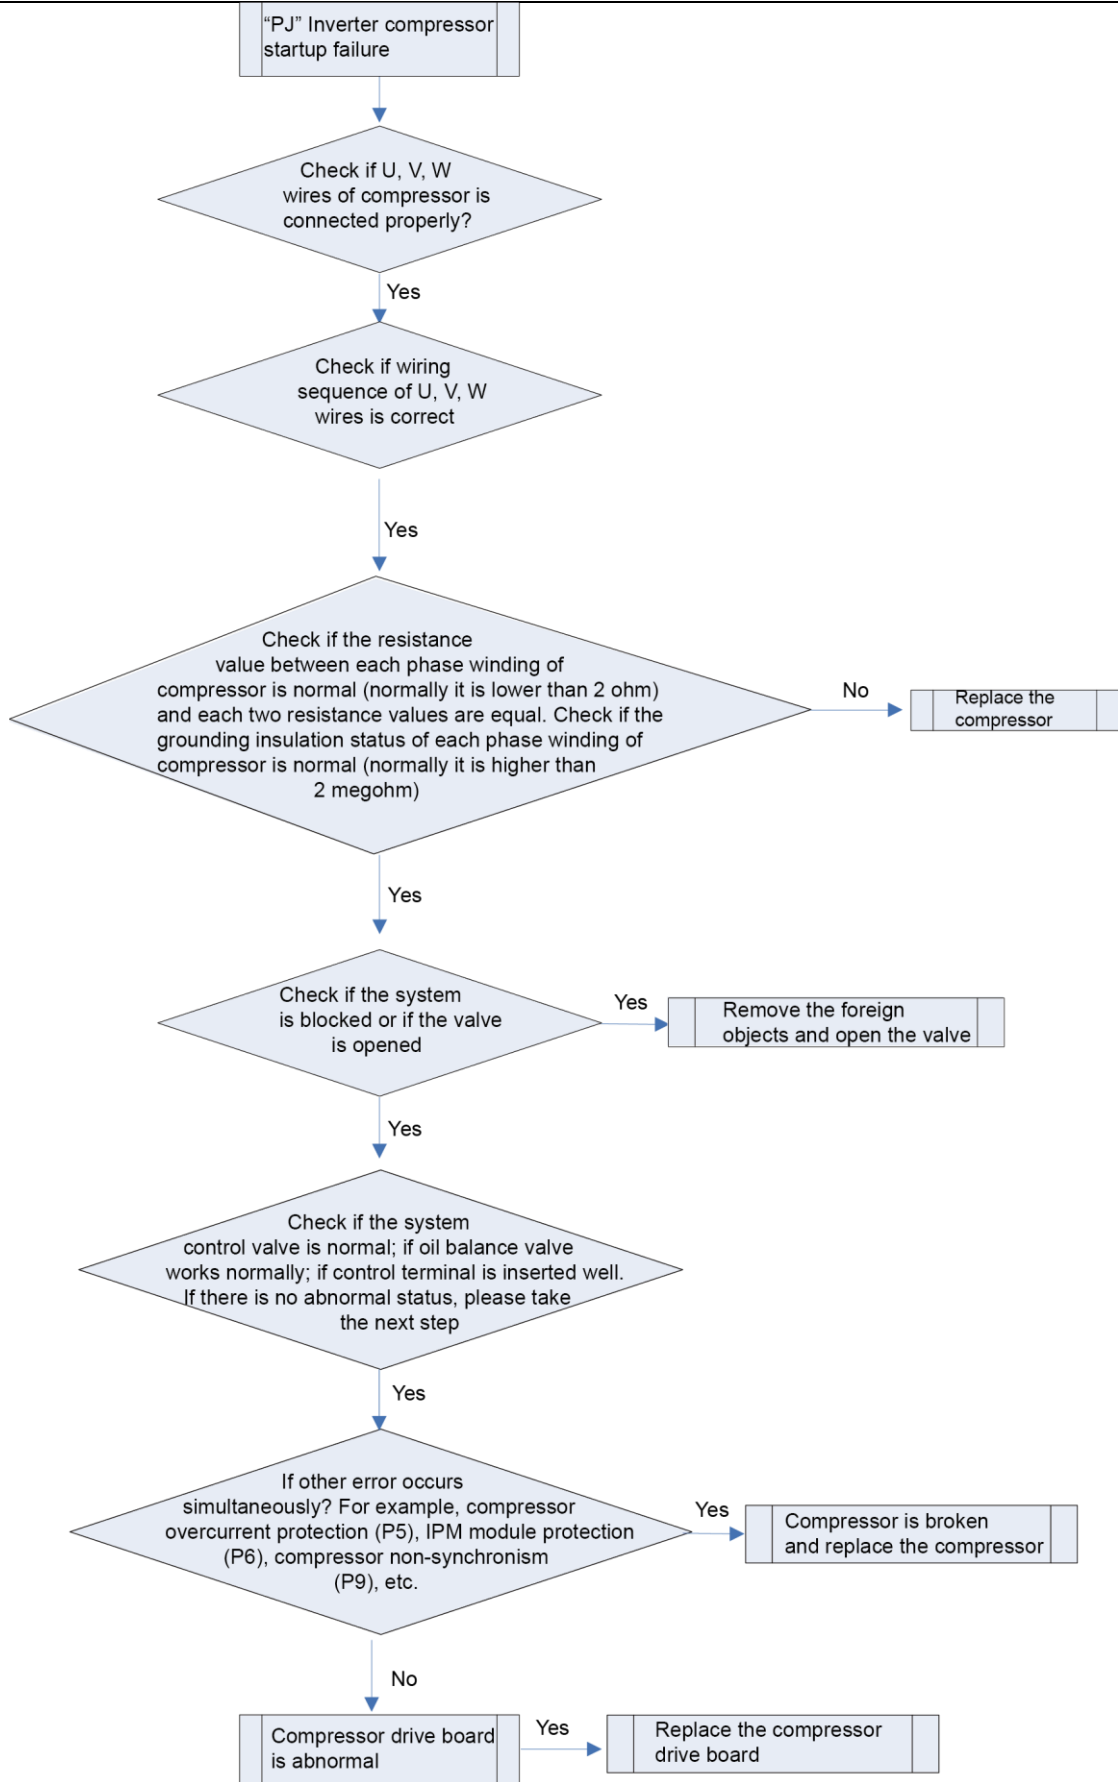 “PJ” Inverter compressor
startup failure
Check if U, V, W
wires of compressor is
connected properly?
Yes
Check if wiring
sequence of U, V, W
wires is correct
Yes
Check if the resistance
value between each phase winding of
compressor is normal (normally it is lower than 2 ohm)
and each two resistance values are equal. Check if the
grounding insulation status of each phase winding of
compressor is normal (normally it is higher than
2 megohm)
No
Replace the
compressor
Yes
Check if the system
is blocked or if the valve
is opened
Yes
Remove the foreign
objects and open the valve
Yes
Check if the system
control valve is normal; if oil balance valve
works normally; if control terminal is inserted well.
If there is no abnormal status, please take
the next step
Yes
If other error occurs
simultaneously? For example, compressor
overcurrent protection (P5), IPM module protection
(P6), compressor non-synchronism
(P9), etc.
Yes
Compressor is broken
and replace the compressor
No
Compressor drive board
is abnormal
Yes
Replace the compressor
drive board